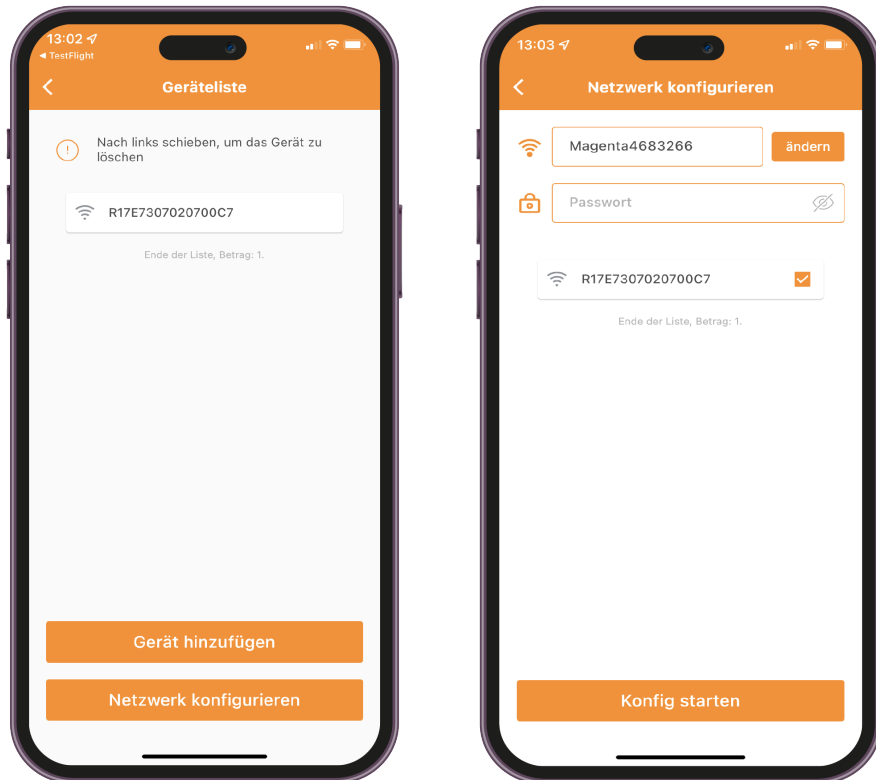 13:02
◀ TestFlight
Geräteliste
Nach links schieben, um das Gerät zu
löschen
R17E7307020700C7
Ende der Liste, Betrag: 1.
Gerät hinzufügen
Netzwerk konfigurieren
13:03
Netzwerk konfigurieren
Magenta4683266
ändern
Passwort
R17E7307020700C7
Ende der Liste, Betrag: 1.
Konfig starten